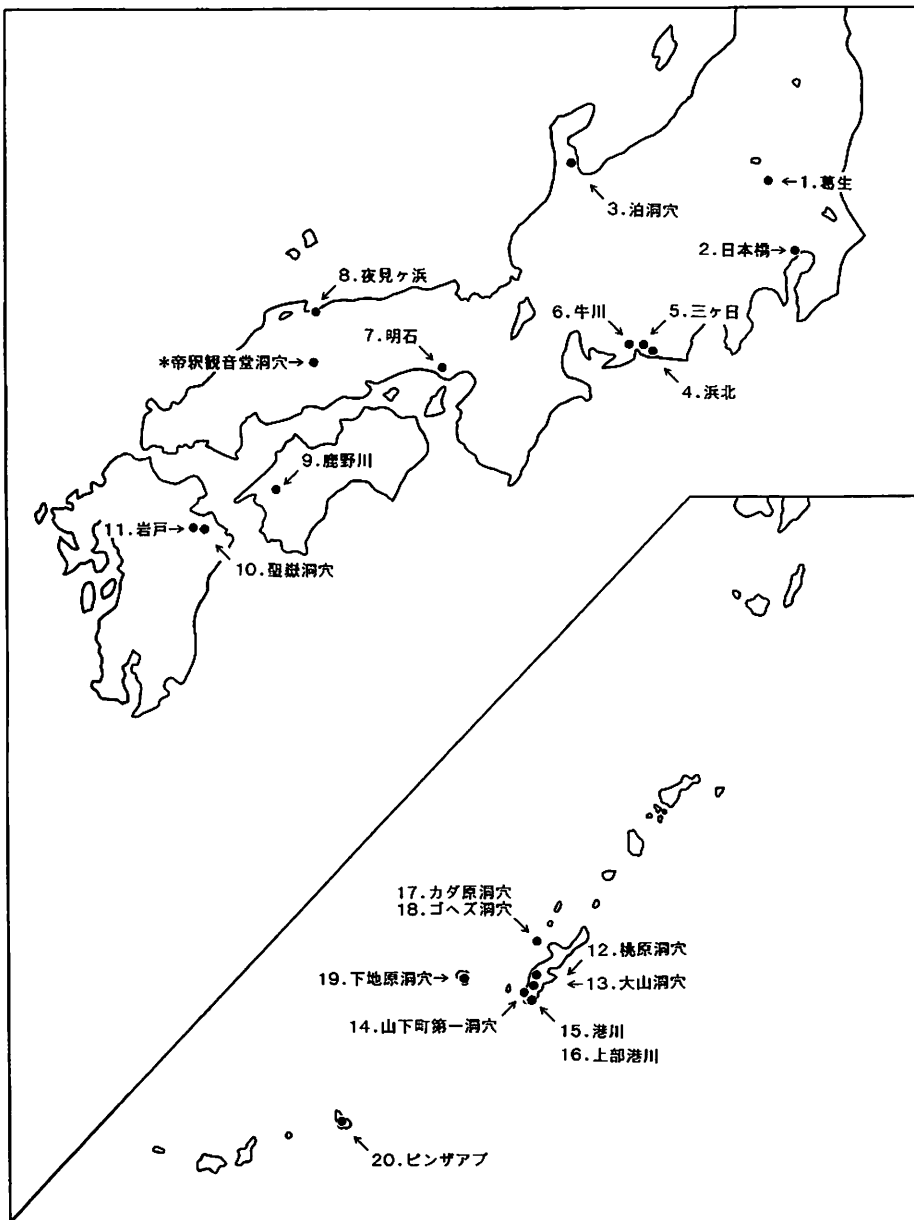 1.葛生
2.日本橋
3.泊洞穴
4.浜北
5.三ヶ日
6.牛川
7.明石
8.夜見ヶ浜
*帝釈観音堂洞穴
9.鹿野川
10.聖嶽洞穴
11.岩戸
12.桃原洞穴
13.大山洞穴
14.山下町第一洞穴
15.港川
16.上部港川
17.カダ原洞穴
18.ゴヘズ洞穴
19.下地原洞穴
20.ピンザアブ